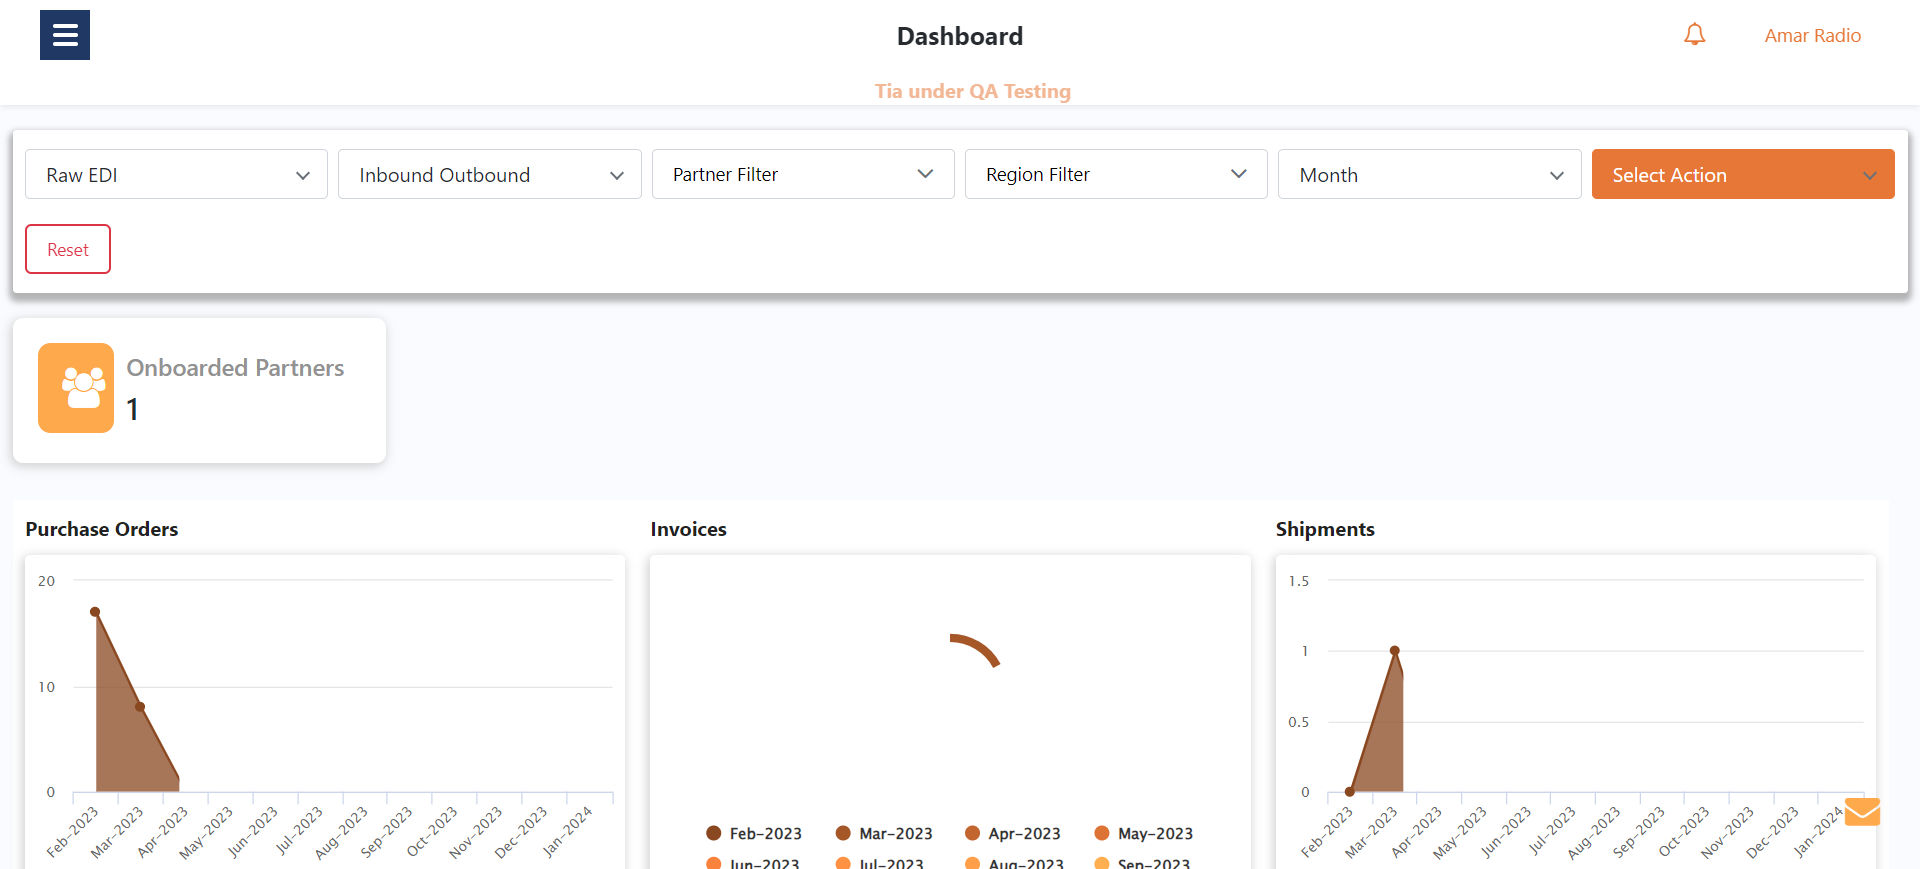 Dashboard
Amar Radio
Tia under QA Testing
Raw EDI
Inbound Outbound
Partner Filter
Region Filter
Month
Select Action
Reset
Onboarded Partners
1
Purchase Orders
20
10
0
Feb-2023
Mar-2023
Apr-2023
May-2023
Jun-2023
Jul-2023
Aug-2023
Sep-2023
Oct-2023
Nov-2023
Dec-2023
Jan-2024
Invoices
Feb-2023
Mar-2023
Apr-2023
May-2023
Jun-2023
Jul-2023
Aug-2023
Sep-2023
Shipments
1.5
1
0.5
0
Feb-2023
Mar-2023
Apr-2023
May-2023
Jun-2023
Jul-2023
Aug-2023
Sep-2023
Oct-2023
Nov-2023
Dec-2023
Jan-2024